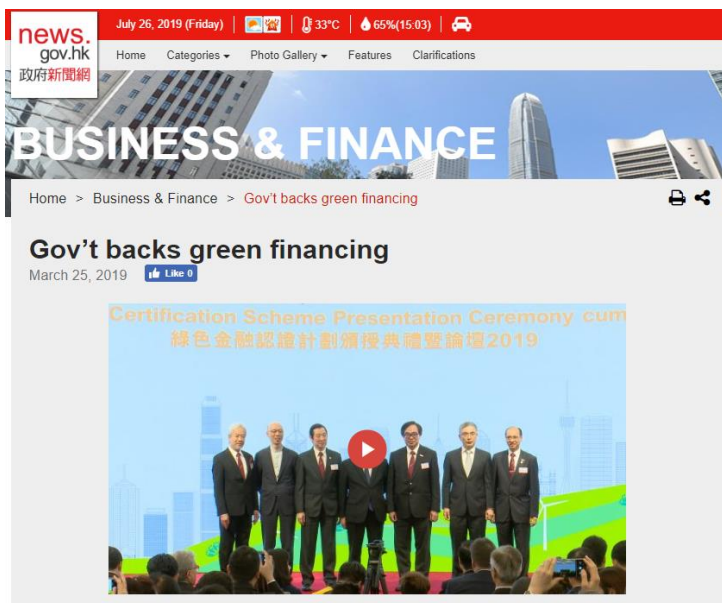 news.
gov.hk
政府新聞網
July 26, 2019 (Friday)
33°C
65%(15:03)
Home
Categories
Photo Gallery
Features
Clarifications
BUSINESS & FINANCE
Home > Business & Finance > Gov't backs green financing
Gov't backs green financing
March 25, 2019
Like 0
Certification Scheme Presentation Ceremony cum
綠色金融認證計劃頒授典禮暨論壇2019